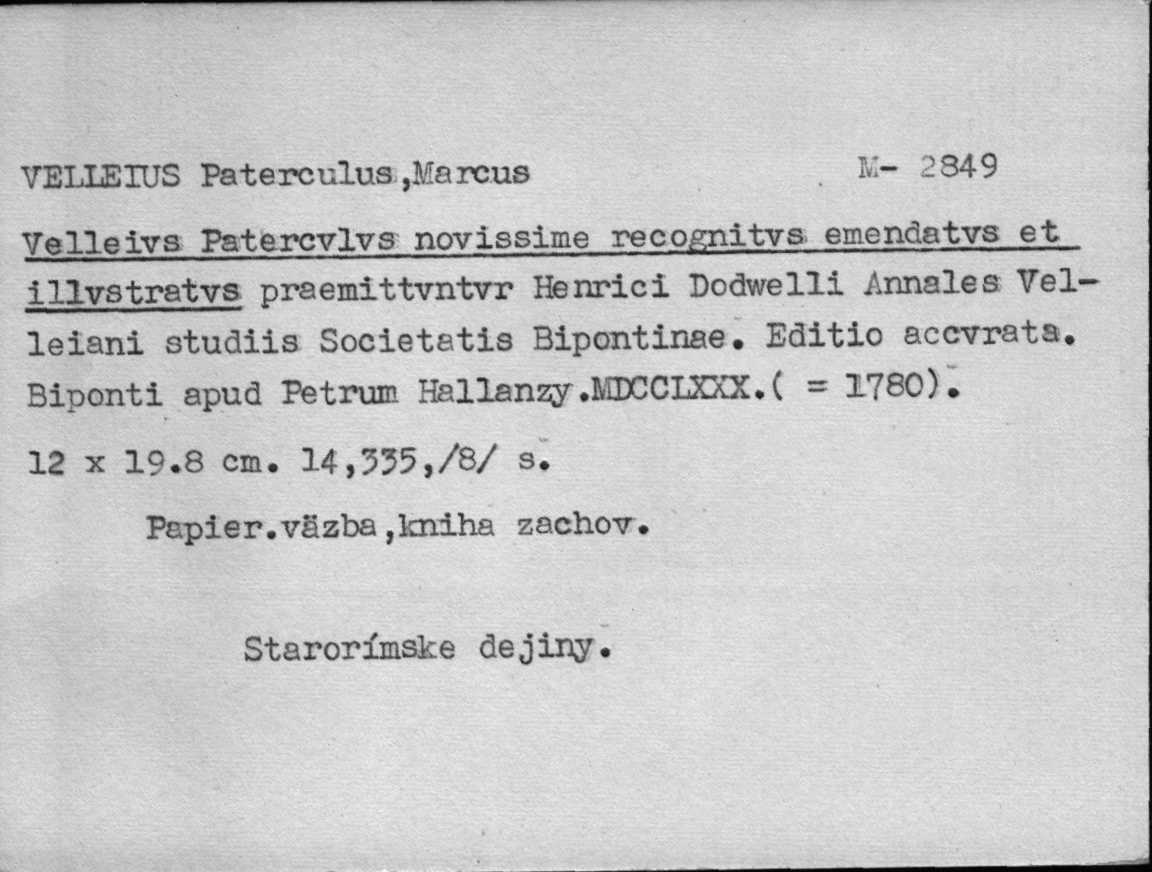 VELLEIUS Paterculus,Marcus M- 2849
Velleivs Patercvlvs novissime recognitvs emendatvs et
illvstratvs praemittvntvr Henrici Dodwelli Annales Vel-
leiani studiis Societatis Bipontinae. Editio accvrata.
Biponti apud Petrum Hallanzy.MDCCLXXX.( = 1780).
12 x 19.8 cm. 14,335,/8/ s.
Papier.väzba,kniha zachov.
Starorímske dejiny.